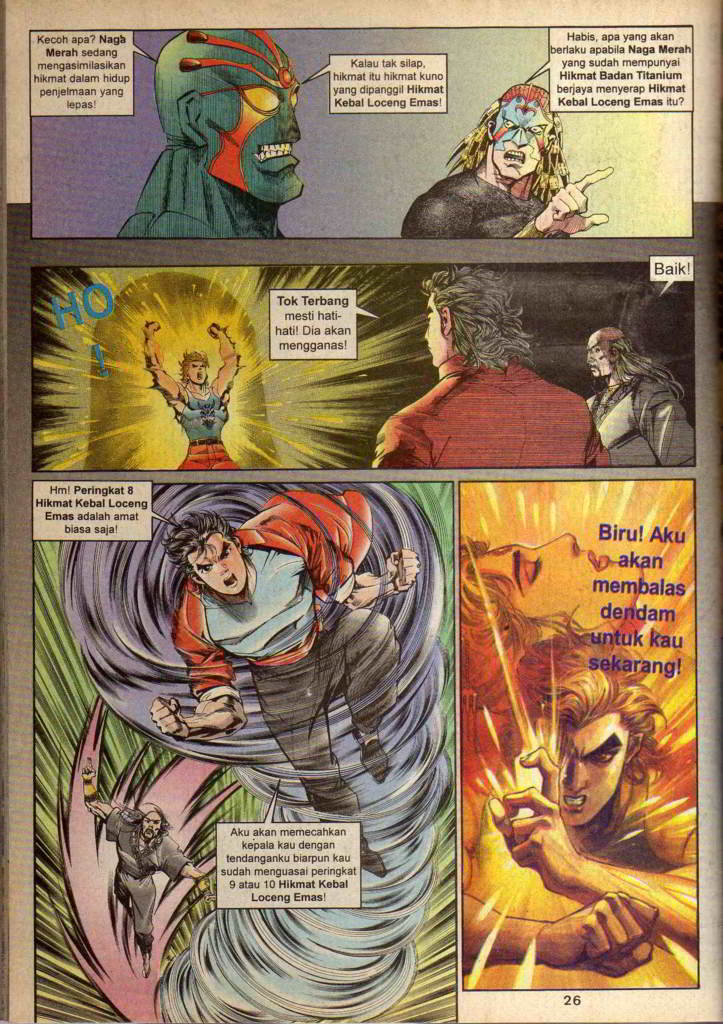 Kecoh apa? Naga
Merah sedang
mengasimilasikan
hikmat dalam hidup
penjelmaan yang
lepas!
Kalau tak silap,
hikmat itu hikmat kuno
yang dipanggil Hikmat
Kebal Loceng Emas!
Habis, apa yang akan
berlaku apabila Naga Merah
yang sudah mempunyai
Hikmat Badan Titanium
berjaya menyerap Hikmat
Kebal Loceng Emas itu?
HO
!
Tok Terbang
mesti hati-
hati! Dia akan
mengganas!
Baik!
Hm! Peringkat 8
Hikmat Kebal Loceng
Emas adalah amat
biasa saja!
Aku akan memecahkan
kepala kau dengan
tendanganku biarpun kau
sudah menguasai peringkat
9 atau 10 Hikmat Kebal
Loceng Emas!
Biru! Aku
akan
membalas
dendam
untuk kau
sekarang!
26